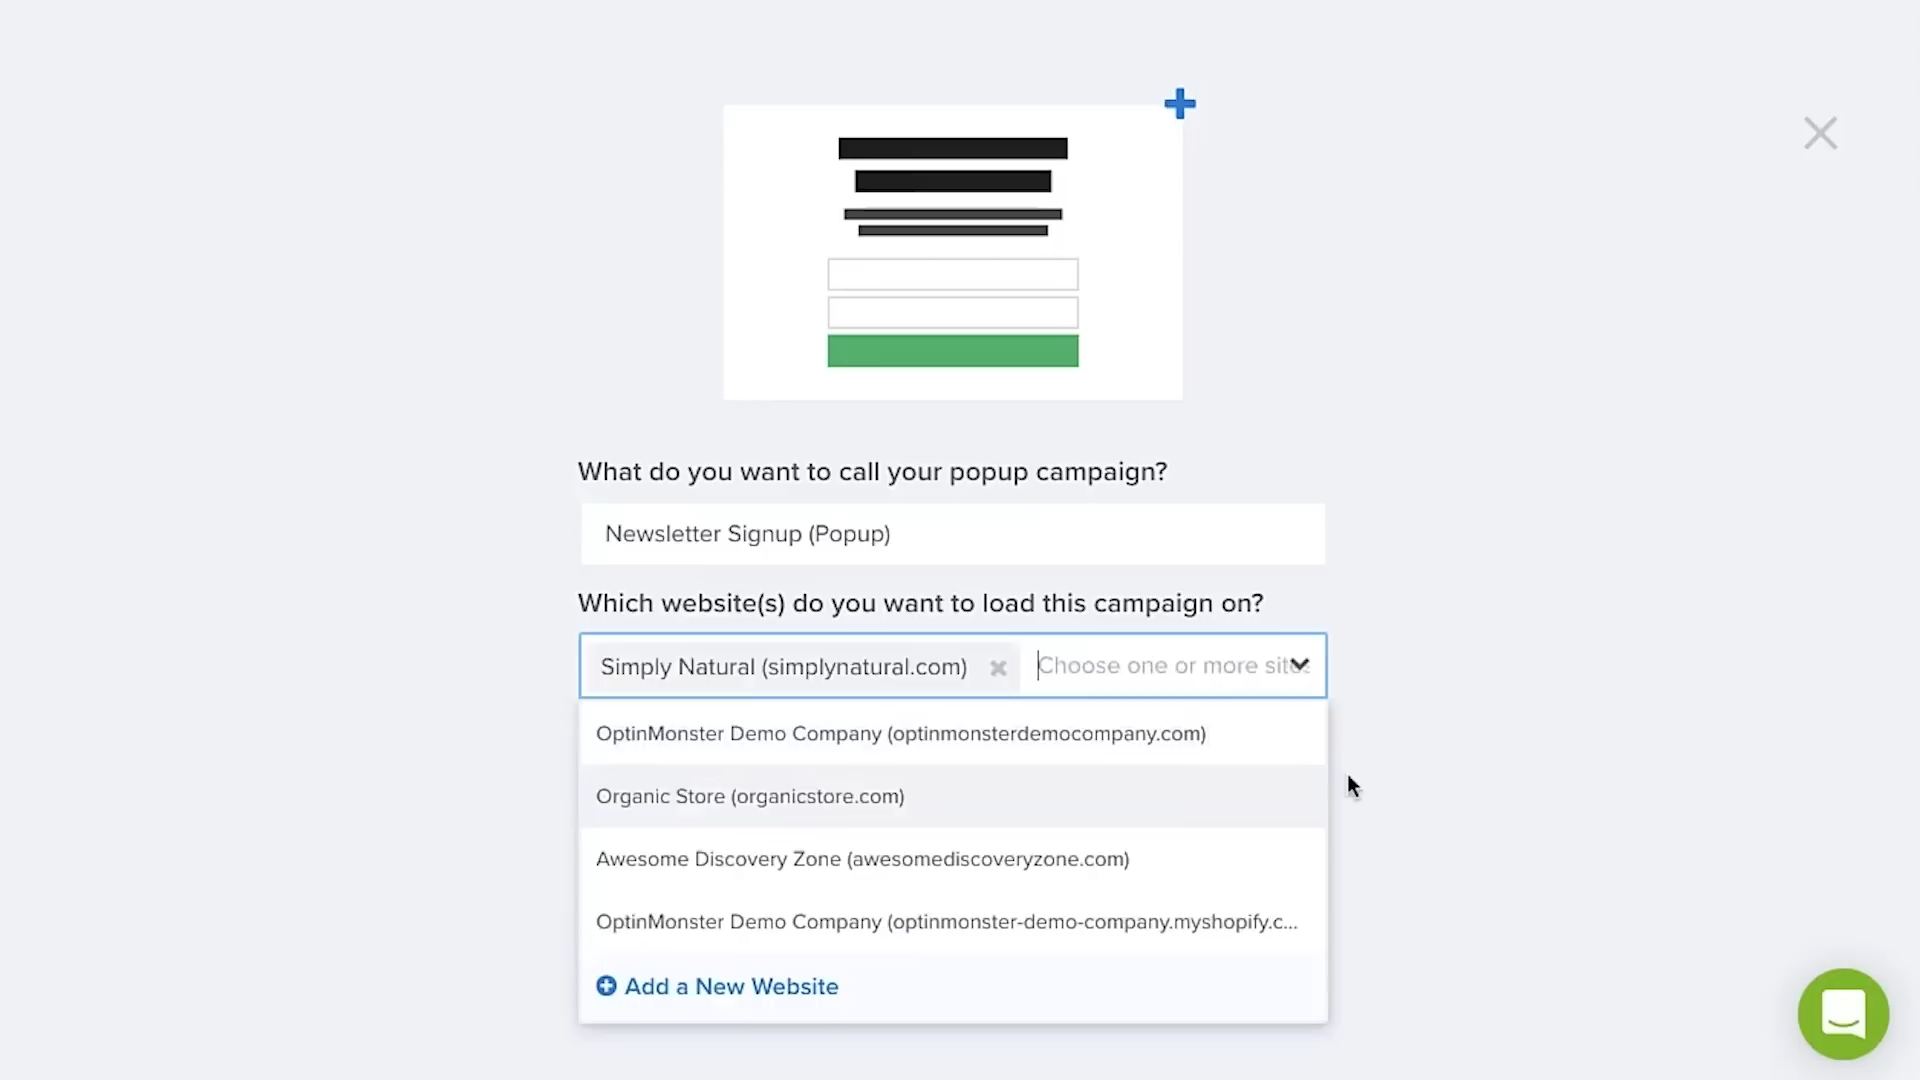 What do you want to call your popup campaign?
Newsletter Signup (Popup)
Which website(s) do you want to load this campaign on?
Simply Natural (simplynatural.com) Choose one or more sites
OptinMonster Demo Company (optinmonsterdemocompany.com)
Organic Store (organicstore.com)
Awesome Discovery Zone (awesomediscoveryzone.com)
OptinMonster Demo Company (optinmonster-demo-company.myshopify.c...
Add a New Website